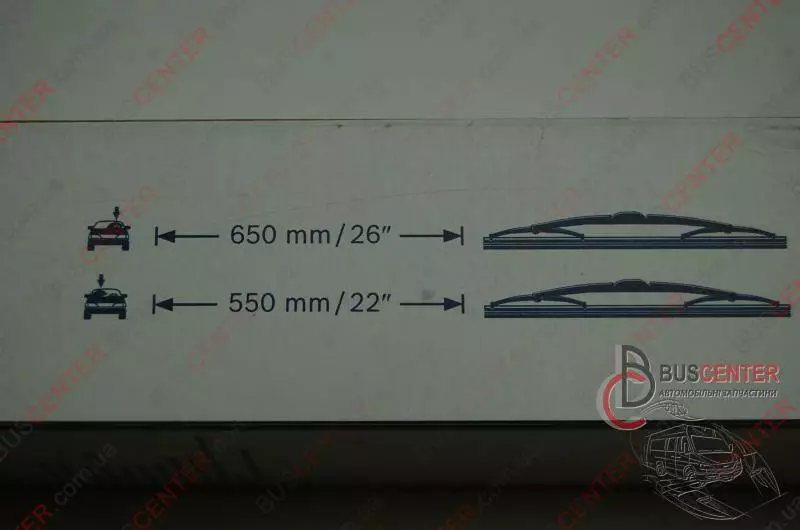 650 mm/26″
550 mm/22″
BUSCENTER
АВТОМОБІЛЬНІ ЗАПЧАСТИНИ